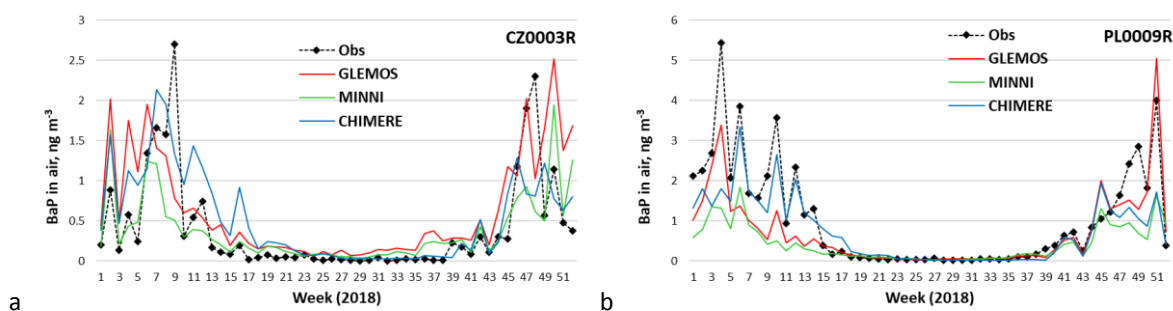 3
2.5
2
1.5
1
0.5
0
BaP in air, ng m-3
Obs
GLEMOS
MINNI
CHIMERE
CZ0003R
1 3 5 7 9 11 13 15 17 19 21 23 25 27 29 31 33 35 37 39 41 43 45 47 49 51
Week (2018)
a
6
5
4
3
2
1
0
BaP in air, ng m-3
Obs
GLEMOS
MINNI
CHIMERE
PL0009R
1 3 5 7 9 11 13 15 17 19 21 23 25 27 29 31 33 35 37 39 41 43 45 47 49 51
Week (2018)
b